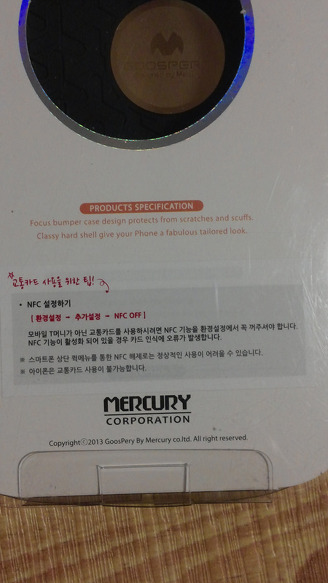 GOOSPERY
GoosPery By Mer
PRODUCTS SPECIFICATION
Focus bumper case design protects from scratches and scuffs.
Classy hard shell give your Phone a fabulous tailored look.
*교통카드 사용을 위한 팁!
• NFC 설정하기
[ 환경설정 → 추가설정 → NFC OFF ]
모바일 T머니가 아닌 교통카드를 사용하시려면 NFC 기능을 환경설정에서 꼭 꺼주셔야 합니다.
NFC 기능이 활성화 되어 있을 경우 카드 인식에 오류가 발생합니다.
※ 스마트폰 상단 퀵메뉴를 통한 NFC 해제로는 정상적인 사용이 어려울 수 있습니다.
※ 아이폰은 교통카드 사용이 불가능합니다.
MERCURY
CORPORATION
Copyrightⓒ2013 GoosPery By Mercury co.ltd. All right reserved.